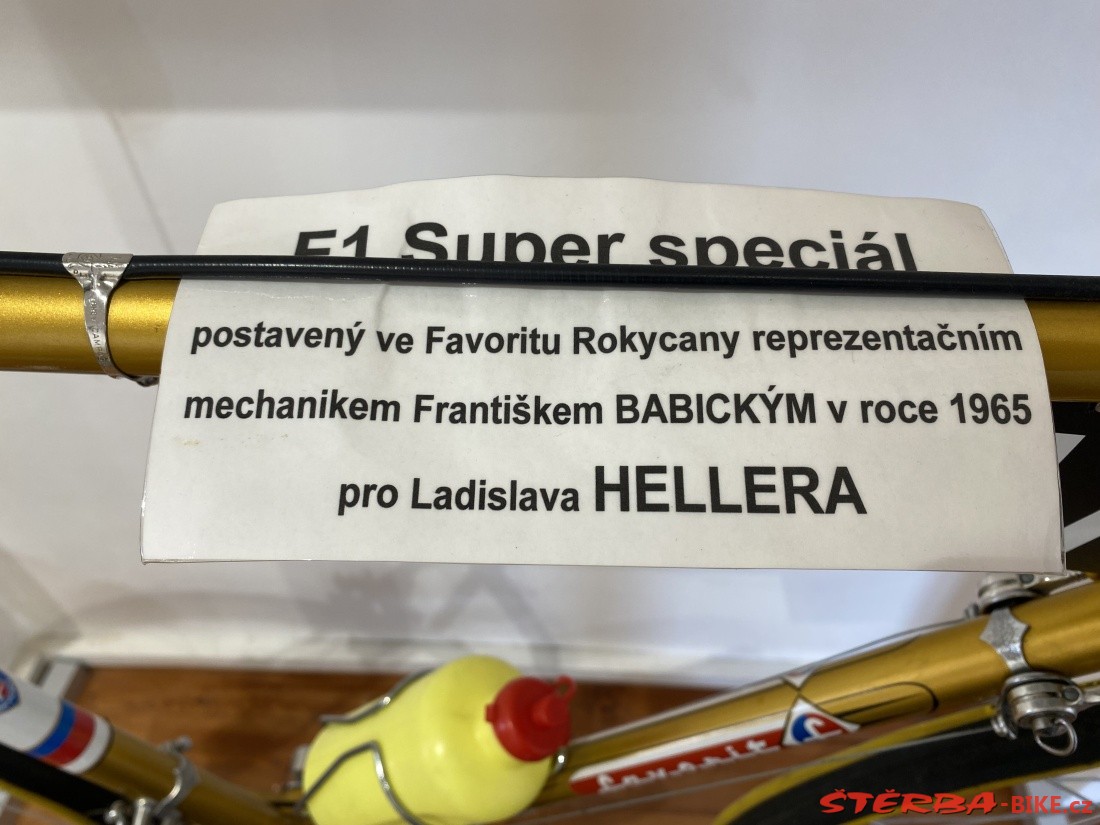 F1 Super speciál
postavený ve Favoritu Rokycany reprezentačním
mechanikem Františkem BABICKÝM v roce 1965
pro Ladislava HELLERA
favorit
ŠTĚRBA-BIKE.cz